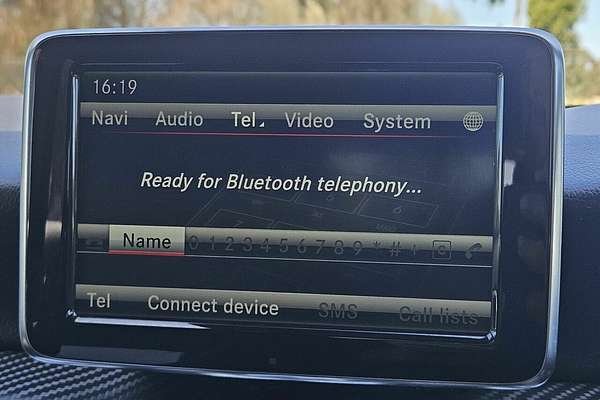 16:19
Navi Audio Tel Video System
Ready for Bluetooth telephony...
Name 0 1 2 3 4 5 6 7 8 9 * # +
Tel Connect device SMS Call lists